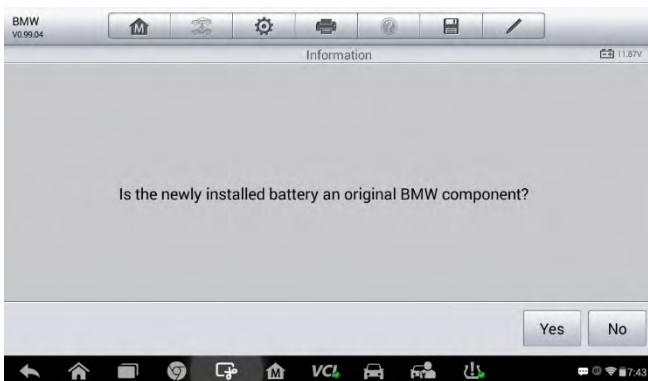 BMW
V0.99.04
M
Information
11.87V
Is the newly installed battery an original BMW component?
Yes
No
M
VCI
7:43